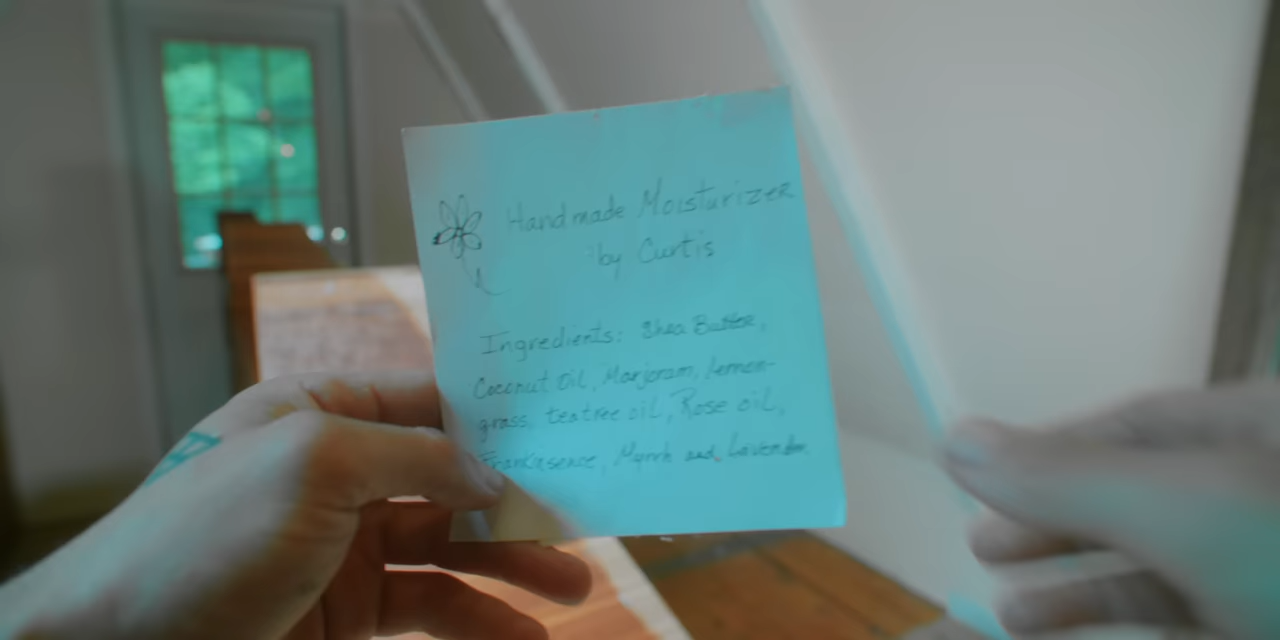 Handmade Moisturizer
by Curtis
Ingredients: Shea Butter,
Coconut Oil, Marjoram, lemon-
grass, teatree oil, Rose oil,
Frankinsence, Myrrh and Lavender